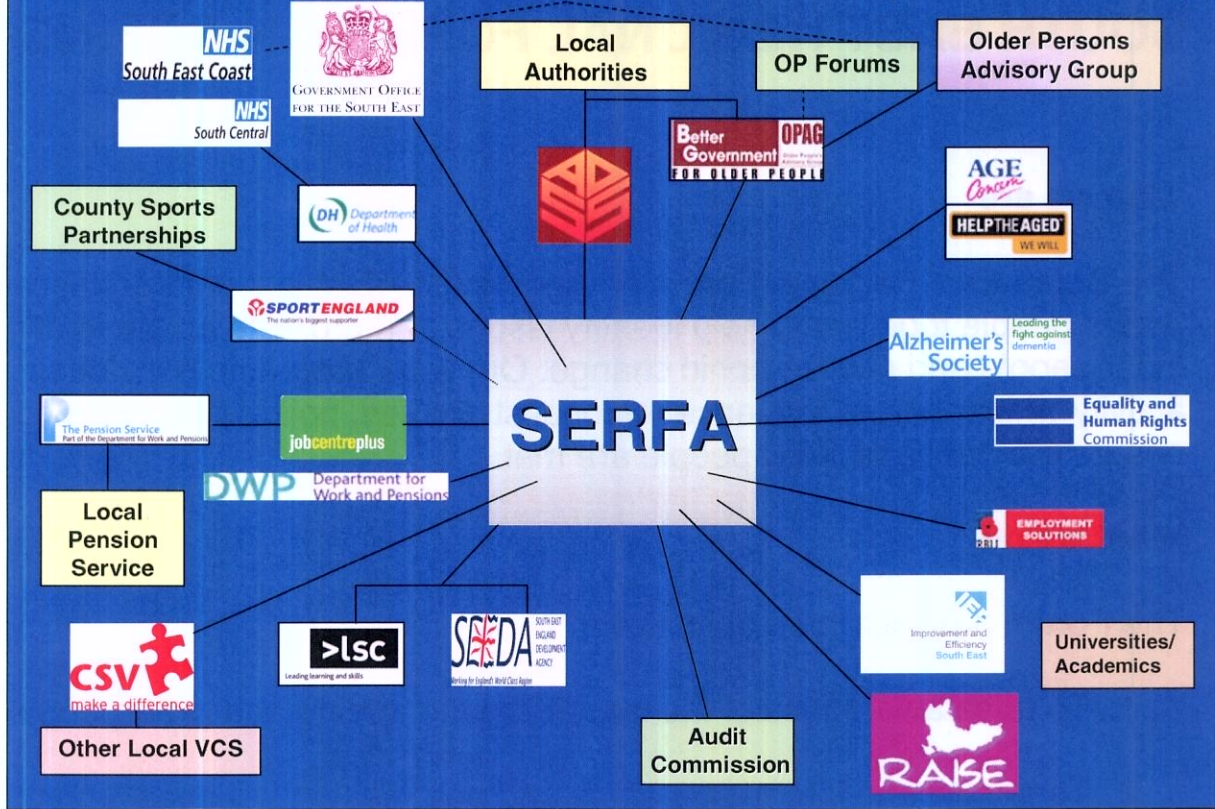 NHS
South East Coast
GOVERNMENT OFFICE
FOR THE SOUTH EAST
Local
Authorities
OP Forums
Older Persons
Advisory Group
NHS
South Central
ADSS
Better
Government
FOR OLDER PEOPLE
OPAG
Older People's
Advisory Group
AGE
Concern
HELP THE AGED
WE WILL
County Sports
Partnerships
DH Department
of Health
SPORT ENGLAND
The nation's biggest supporter
Alzheimer's
Society
Leading the
fight against
dementia
SERFA
Equality and
Human Rights
Commission
The Pension Service
Part of the Department for Work and Pensions
jobcentreplus
DWP Department for
Work and Pensions
Local
Pension
Service
EMPLOYMENT
SOLUTIONS
Improvement and
Efficiency
South East
Universities/
Academics
CSV
make a difference
Other Local VCS
>lsc
Leading learning and skills
SEEDA
SOUTH EAST
ENGLAND
DEVELOPMENT
AGENCY
Working for England's World Class Region
Audit
Commission
RAISE